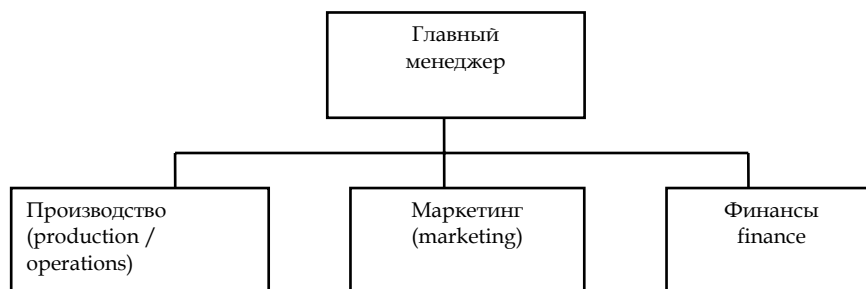 Главный
менеджер
Производство
(production /
operations)
Маркетинг
(marketing)
Финансы
finance